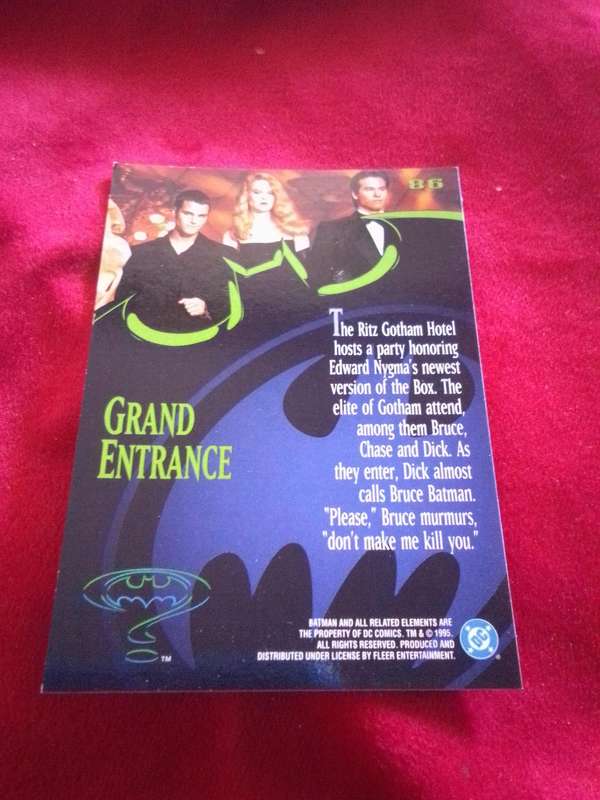 86
The Ritz Gotham Hotel
hosts a party honoring
Edward Nygma's newest
version of the Box. The
elite of Gotham attend,
among them Bruce,
Chase and Dick. As
they enter, Dick almost
calls Bruce Batman.
"Please," Bruce murmurs,
"don't make me kill you."
GRAND
ENTRANCE
TM
BATMAN AND ALL RELATED ELEMENTS ARE
THE PROPERTY OF DC COMICS. TM & © 1995.
ALL RIGHTS RESERVED. PRODUCED AND
DISTRIBUTED UNDER LICENSE BY FLEER ENTERTAINMENT.
DC
®